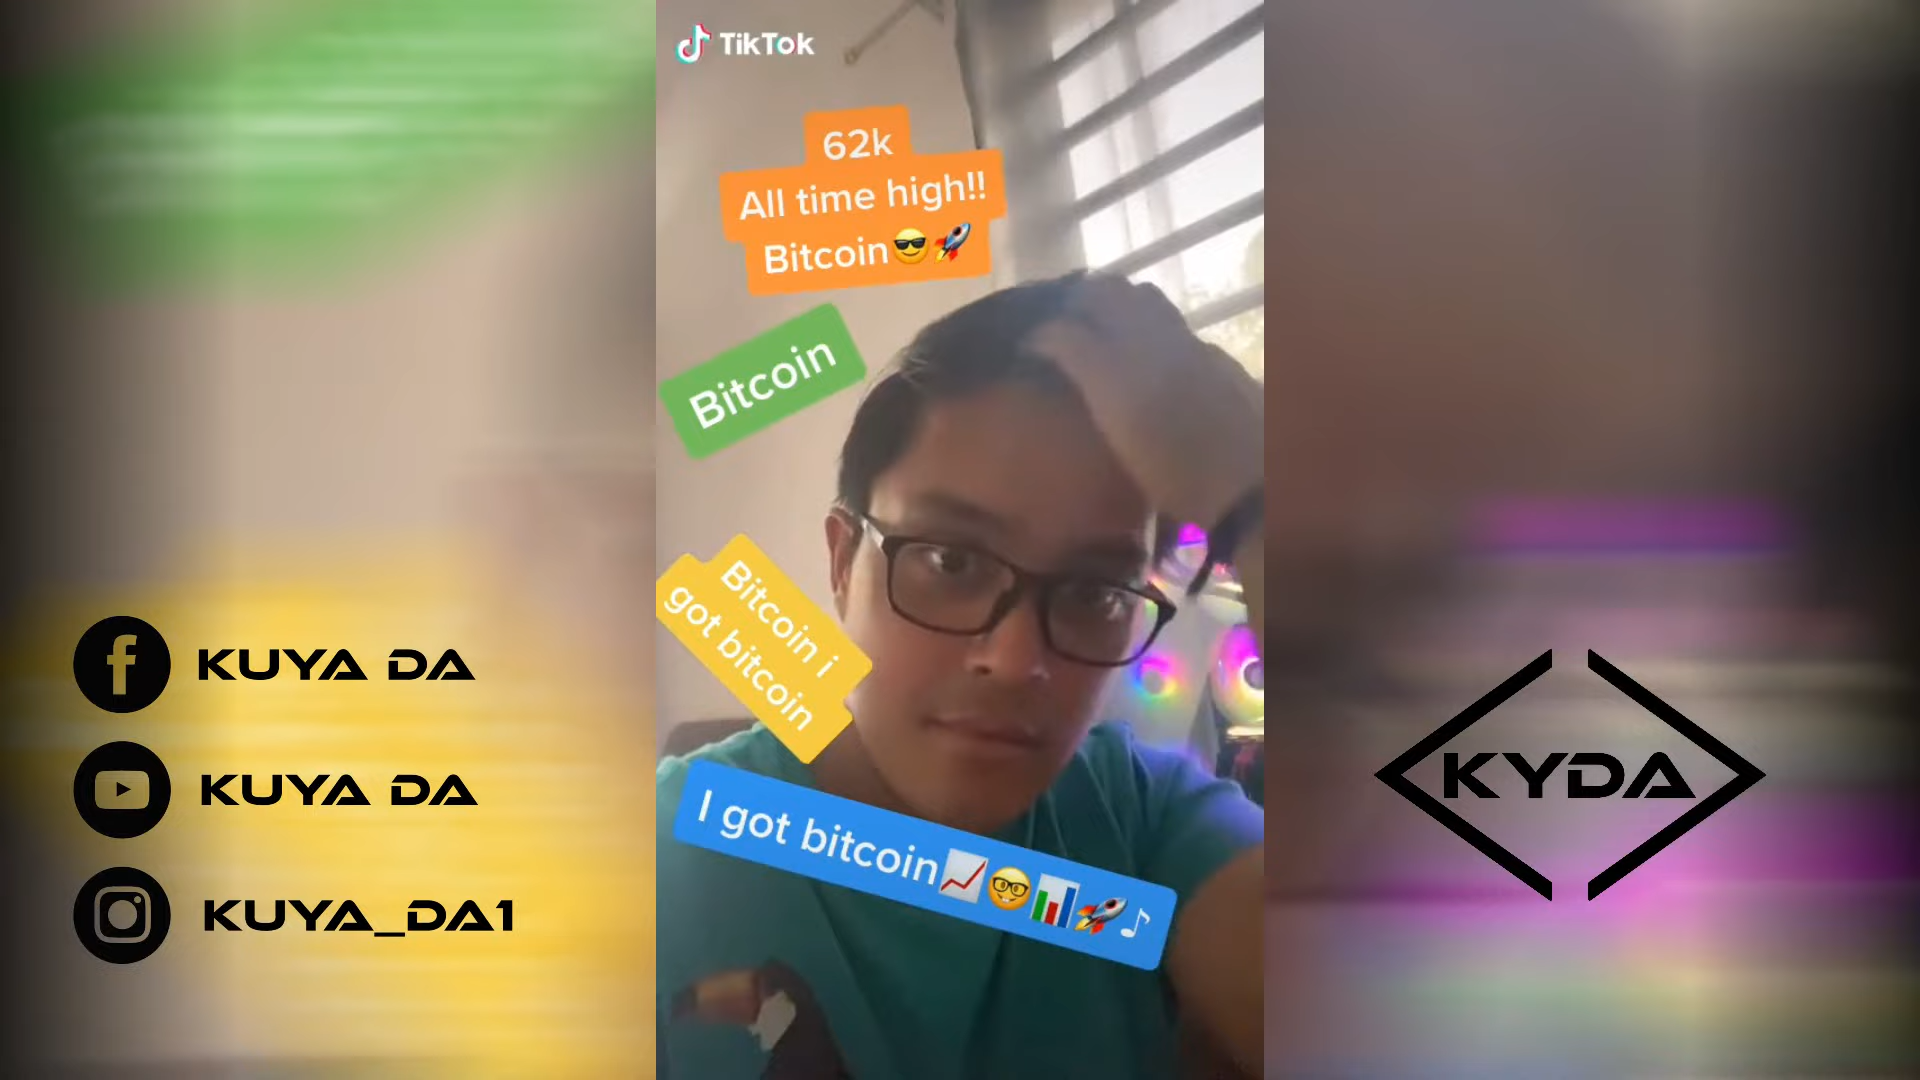 TikTok
62k
All time high!!
Bitcoin😎🚀
Bitcoin
Bitcoin i
got bitcoin
I got bitcoin📈🤓📊🚀♪
KUYA DA
KUYA DA
KUYA_DA1
KYDA